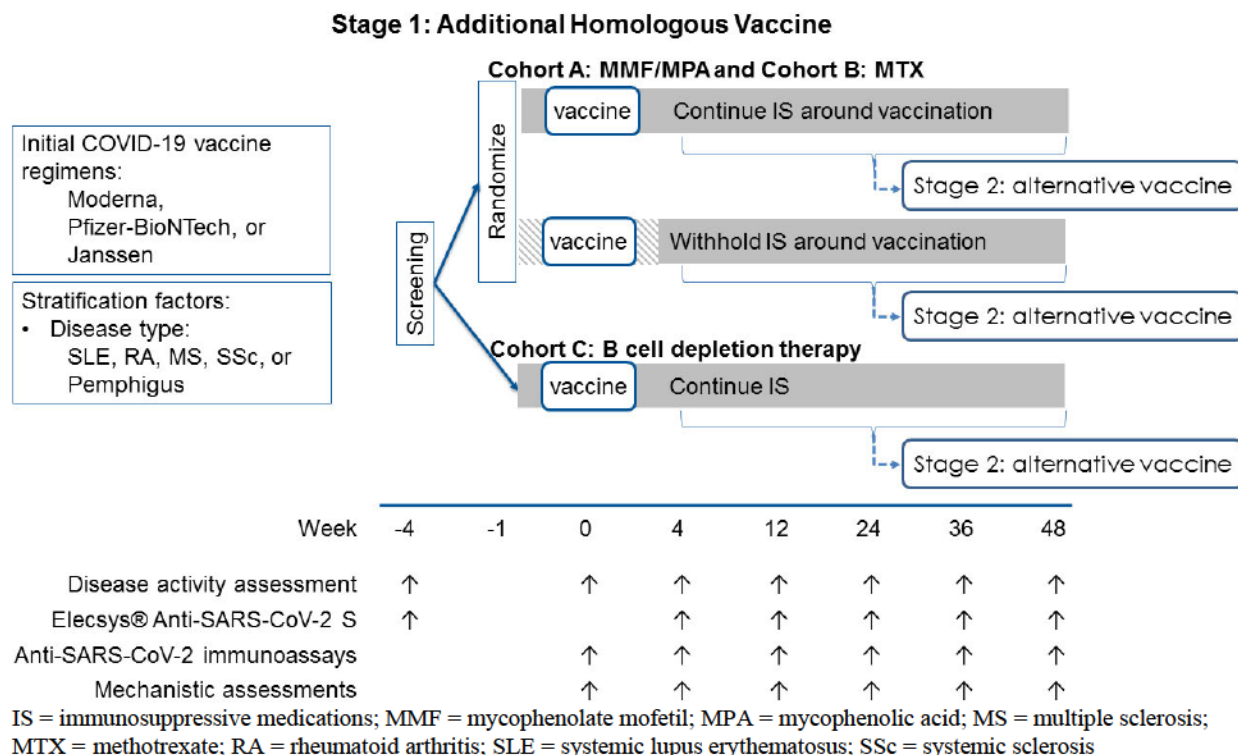 Stage 1: Additional Homologous Vaccine
Cohort A: MMF/MPA and Cohort B: MTX
Initial COVID-19 vaccine
regimens:
Moderna,
Pfizer-BioNTech, or
Janssen
Stratification factors:
• Disease type:
SLE, RA, MS, SSc, or
Pemphigus
Screening
Randomize
vaccine
Continue IS around vaccination
Stage 2: alternative vaccine
vaccine
Withhold IS around vaccination
Stage 2: alternative vaccine
Cohort C: B cell depletion therapy
vaccine
Continue IS
Stage 2: alternative vaccine
Week -4 -1 0 4 12 24 36 48
Disease activity assessment ↑ ↑ ↑ ↑ ↑ ↑ ↑
Elecsys® Anti-SARS-CoV-2 S ↑ ↑ ↑ ↑ ↑ ↑
Anti-SARS-CoV-2 immunoassays ↑ ↑ ↑ ↑ ↑ ↑
Mechanistic assessments ↑ ↑ ↑ ↑ ↑ ↑
IS = immunosuppressive medications; MMF = mycophenolate mofetil; MPA = mycophenolic acid; MS = multiple sclerosis;
MTX = methotrexate; RA = rheumatoid arthritis; SLE = systemic lupus erythematosus; SSc = systemic sclerosis